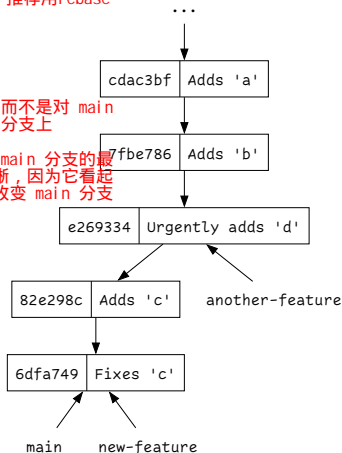 推荐用rebase
...
cdac3bf Adds 'a'
而不是对 main
分支上
7fbe786 Adds 'b'
main 分支的最
晰，因为它看起
改变 main 分支
e269334 Urgently adds 'd'
82e298c Adds 'c'
another-feature
6dfa749 Fixes 'c'
main new-feature